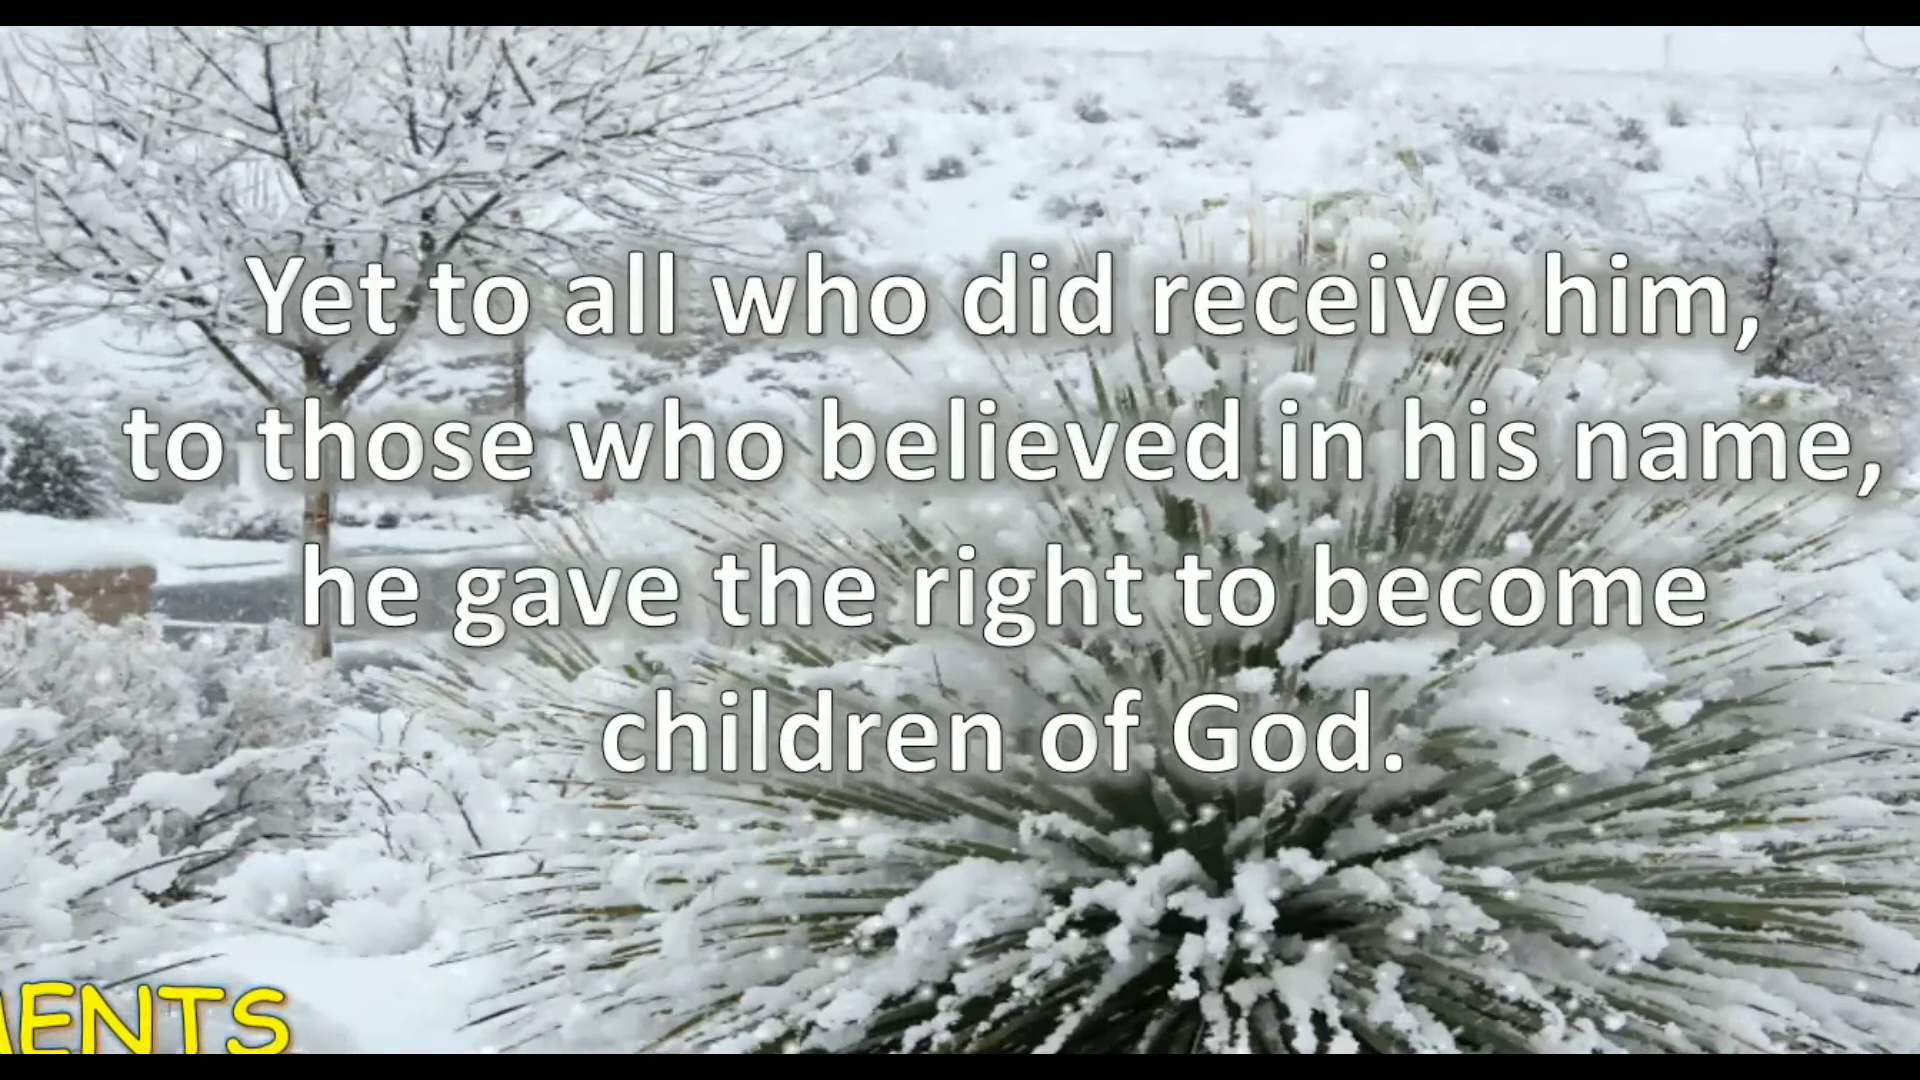 Yet to all who did receive him,
to those who believed in his name,
he gave the right to become
children of God.
MENTS